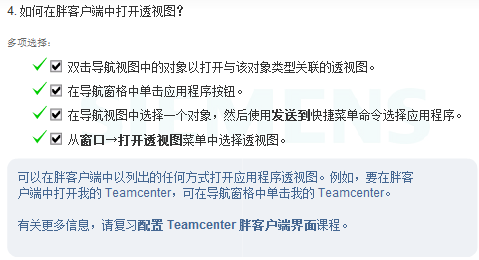 4. 如何在胖客户端中打开透视图?
多项选择:
双击导航视图中的对象以打开与该对象类型关联的透视图。
在导航窗格中单击应用程序按钮。
在导航视图中选择一个对象，然后使用发送到快捷菜单命令选择应用程序。
从窗口→打开透视图菜单中选择透视图。
可以在胖客户端中以列出的任何方式打开应用程序透视图。例如，要在胖客
户端中打开我的 Teamcenter，可在导航窗格中单击我的 Teamcenter。
有关更多信息，请复习配置 Teamcenter 胖客户端界面课程。